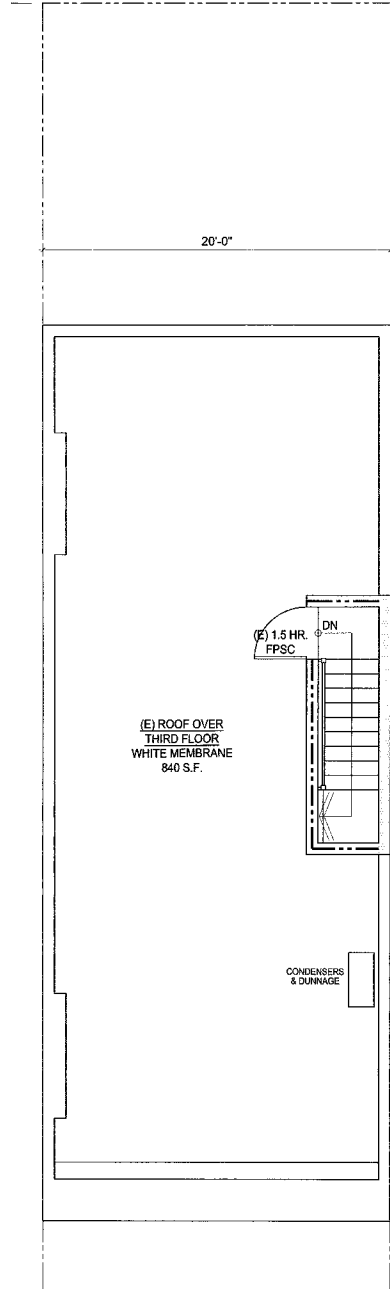 20'-0"
DN
(E) 1.5 HR.
FPSC
(E) ROOF OVER
THIRD FLOOR
WHITE MEMBRANE
840 S.F.
CONDENSERS
& DUNNAGE